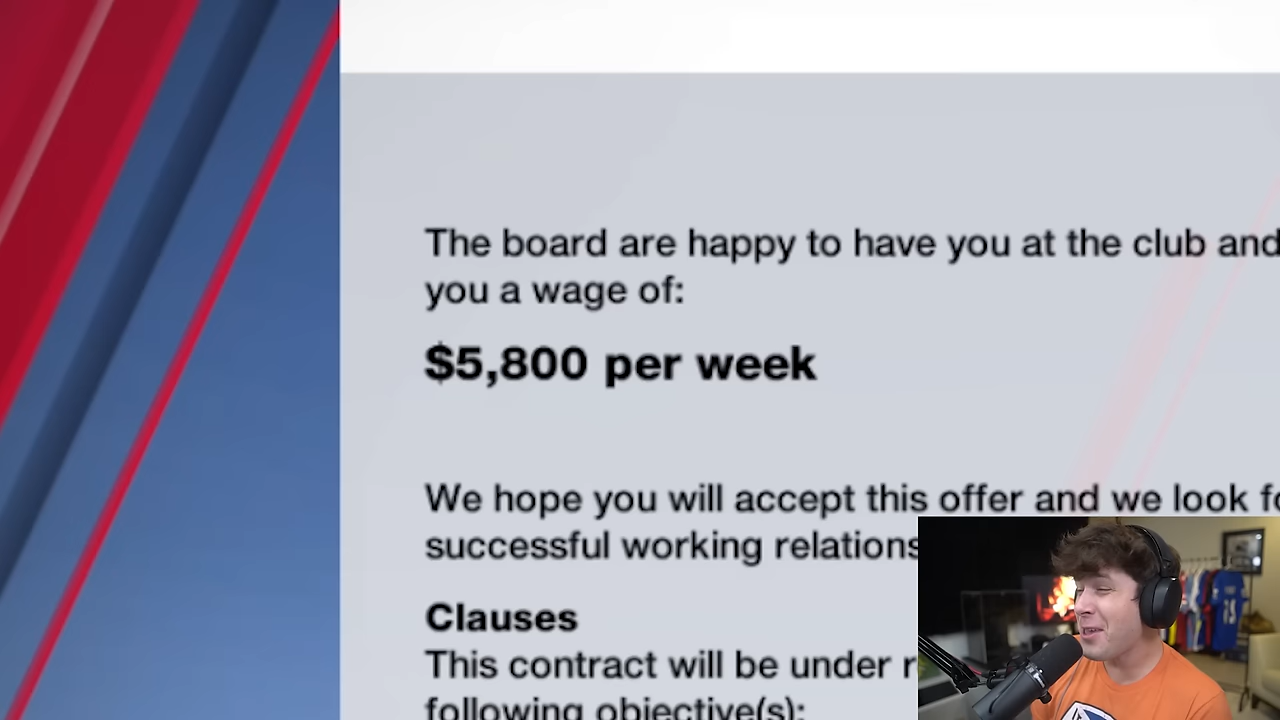 The board are happy to have you at the club and
you a wage of:
$5,800 per week
We hope you will accept this offer and we look
successful working
Clauses
This contract will be under
following objective(s):